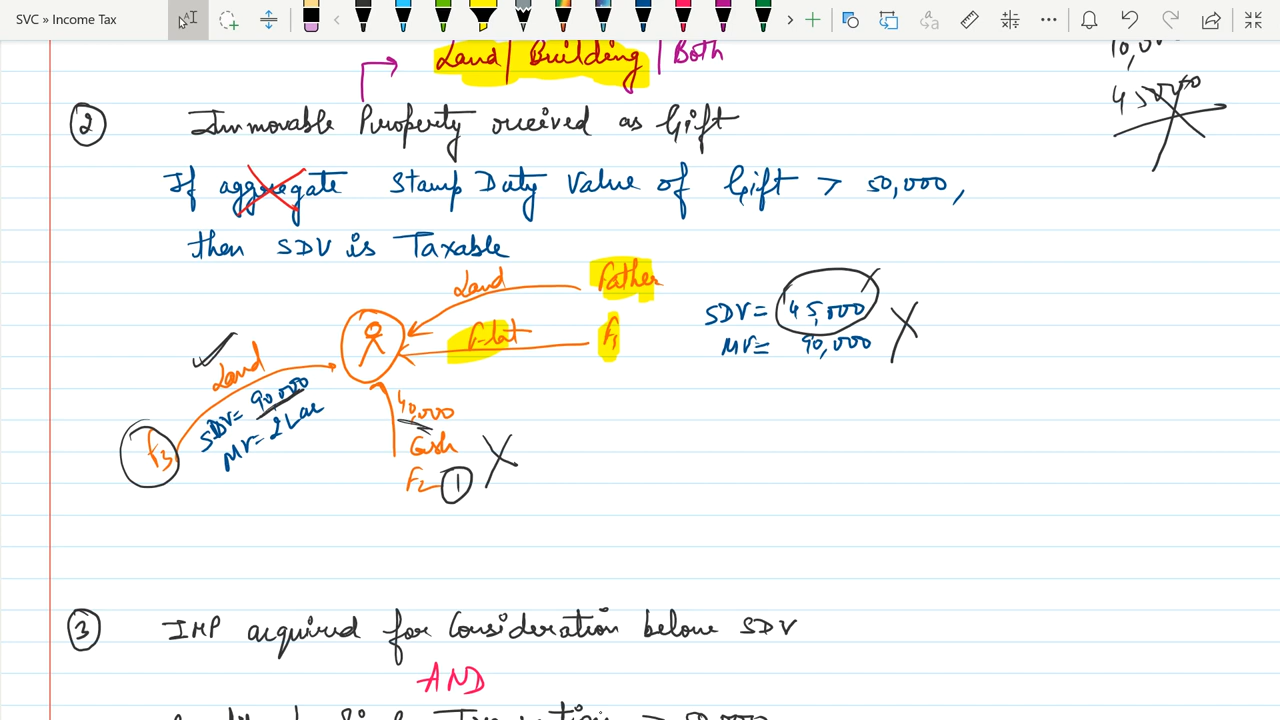 SVC » Income Tax
Land | Building | Both
10,0
45000
② Immovable Property received as Gift
If aggregate Stamp Duty Value of Gift > 50,000,
then SDV is Taxable
Land Father
Flat F1
SDV = 45,000
MV = 90,000
Land
SDV = 90,000
MV = 2 Lac
F3
40,000
Cash
F2 ①
③ IMP acquired for Consideration below SDV
AND